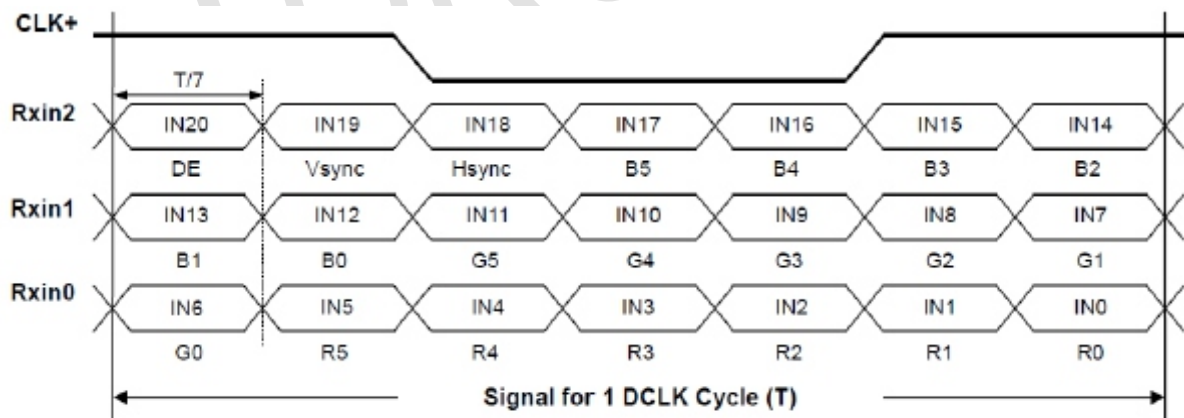 CLK+
T/7
Rxin2 IN20 IN19 IN18 IN17 IN16 IN15 IN14
DE Vsync Hsync B5 B4 B3 B2
Rxin1 IN13 IN12 IN11 IN10 IN9 IN8 IN7
B1 B0 G5 G4 G3 G2 G1
Rxin0 IN6 IN5 IN4 IN3 IN2 IN1 IN0
G0 R5 R4 R3 R2 R1 R0
Signal for 1 DCLK Cycle (T)